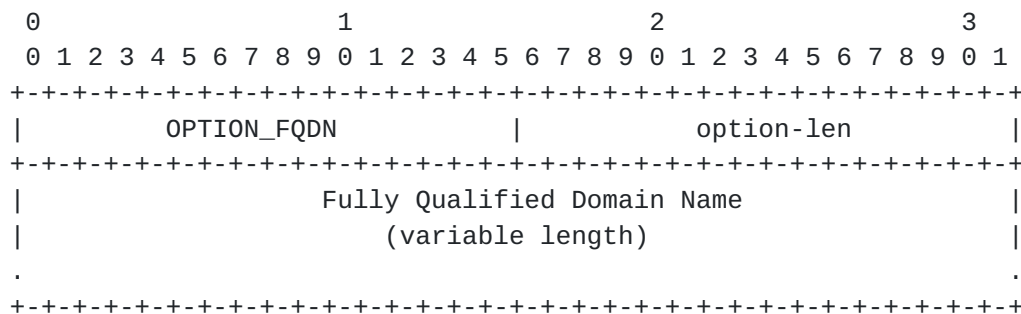 0                   1                   2                   3
 0 1 2 3 4 5 6 7 8 9 0 1 2 3 4 5 6 7 8 9 0 1 2 3 4 5 6 7 8 9 0 1
+-+-+-+-+-+-+-+-+-+-+-+-+-+-+-+-+-+-+-+-+-+-+-+-+-+-+-+-+-+-+-+-+
|         OPTION_FQDN           |           option-len          |
+-+-+-+-+-+-+-+-+-+-+-+-+-+-+-+-+-+-+-+-+-+-+-+-+-+-+-+-+-+-+-+-+
|                   Fully Qualified Domain Name                 |
|                       (variable length)                       |
.                                                               .
+-+-+-+-+-+-+-+-+-+-+-+-+-+-+-+-+-+-+-+-+-+-+-+-+-+-+-+-+-+-+-+-+